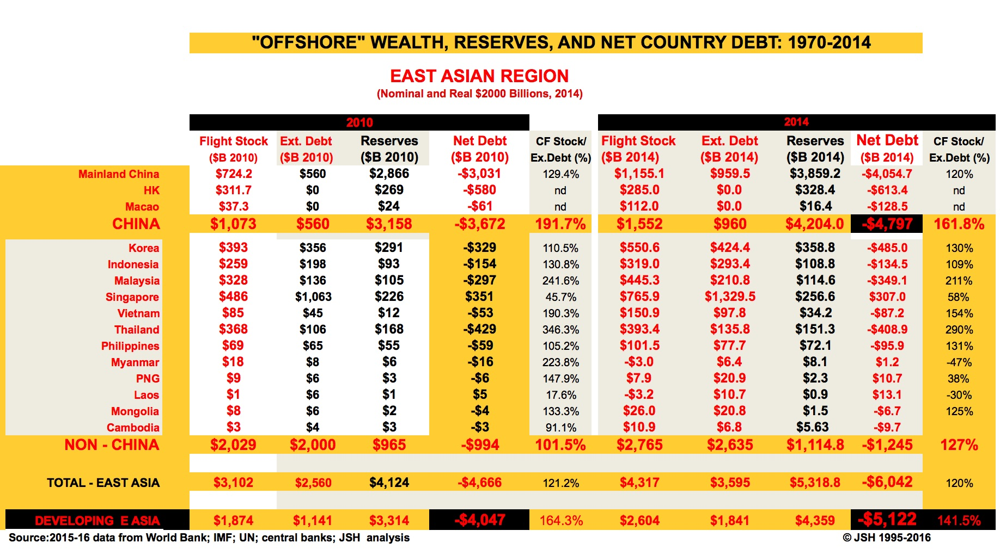 "OFFSHORE" WEALTH, RESERVES, AND NET COUNTRY DEBT: 1970-2014
EAST ASIAN REGION
(Nominal and Real $2000 Billions, 2014)
2010 2014
Flight Stock Ext. Debt Reserves Net Debt CF Stock/ Flight Stock Ext. Debt Reserves Net Debt CF Stock/
($B 2010) ($B 2010) ($B 2010) ($B 2010) Ex.Debt (%) ($B 2014) ($B 2014) ($B 2014) ($B 2014) Ex.Debt (%)
Mainland China $724.2 $560 $2,866 -$3,031 129.4% $1,155.1 $959.5 $3,859.2 -$4,054.7 120%
HK $311.7 $0 $269 -$580 nd $285.0 $0.0 $328.4 -$613.4 nd
Macao $37.3 $0 $24 -$61 nd $112.0 $0.0 $16.4 -$128.5 nd
CHINA $1,073 $560 $3,158 -$3,672 191.7% $1,552 $960 $4,204.0 -$4,797 161.8%
Korea $393 $356 $291 -$329 110.5% $550.6 $424.4 $358.8 -$485.0 130%
Indonesia $259 $198 $93 -$154 130.8% $319.0 $293.4 $108.8 -$134.5 109%
Malaysia $328 $136 $105 -$297 241.6% $445.3 $210.8 $114.6 -$349.1 211%
Singapore $486 $1,063 $226 $351 45.7% $765.9 $1,329.5 $256.6 $307.0 58%
Vietnam $85 $45 $12 -$53 190.3% $150.9 $97.8 $34.2 -$87.2 154%
Thailand $368 $106 $168 -$429 346.3% $393.4 $135.8 $151.3 -$408.9 290%
Philippines $69 $65 $55 -$59 105.2% $101.5 $77.7 $72.1 -$95.9 131%
Myanmar $18 $8 $6 -$16 223.8% -$3.0 $6.4 $8.1 $1.2 -47%
PNG $9 $6 $3 -$6 147.9% $7.9 $20.9 $2.3 $10.7 38%
Laos $1 $6 $1 $5 17.6% -$3.2 $10.7 $0.9 $13.1 -30%
Mongolia $8 $6 $2 -$4 133.3% $26.0 $20.8 $1.5 -$6.7 125%
Cambodia $3 $4 $3 -$3 91.1% $10.9 $6.8 $5.63 -$9.7
NON - CHINA $2,029 $2,000 $965 -$994 101.5% $2,765 $2,635 $1,114.8 -$1,245 127%
TOTAL - EAST ASIA $3,102 $2,560 $4,124 -$4,666 121.2% $4,317 $3,595 $5,318.8 -$6,042 120%
DEVELOPING E ASIA $1,874 $1,141 $3,314 -$4,047 164.3% $2,604 $1,841 $4,359 -$5,122 141.5%
Source:2015-16 data from World Bank; IMF; UN; central banks; JSH analysis © JSH 1995-2016